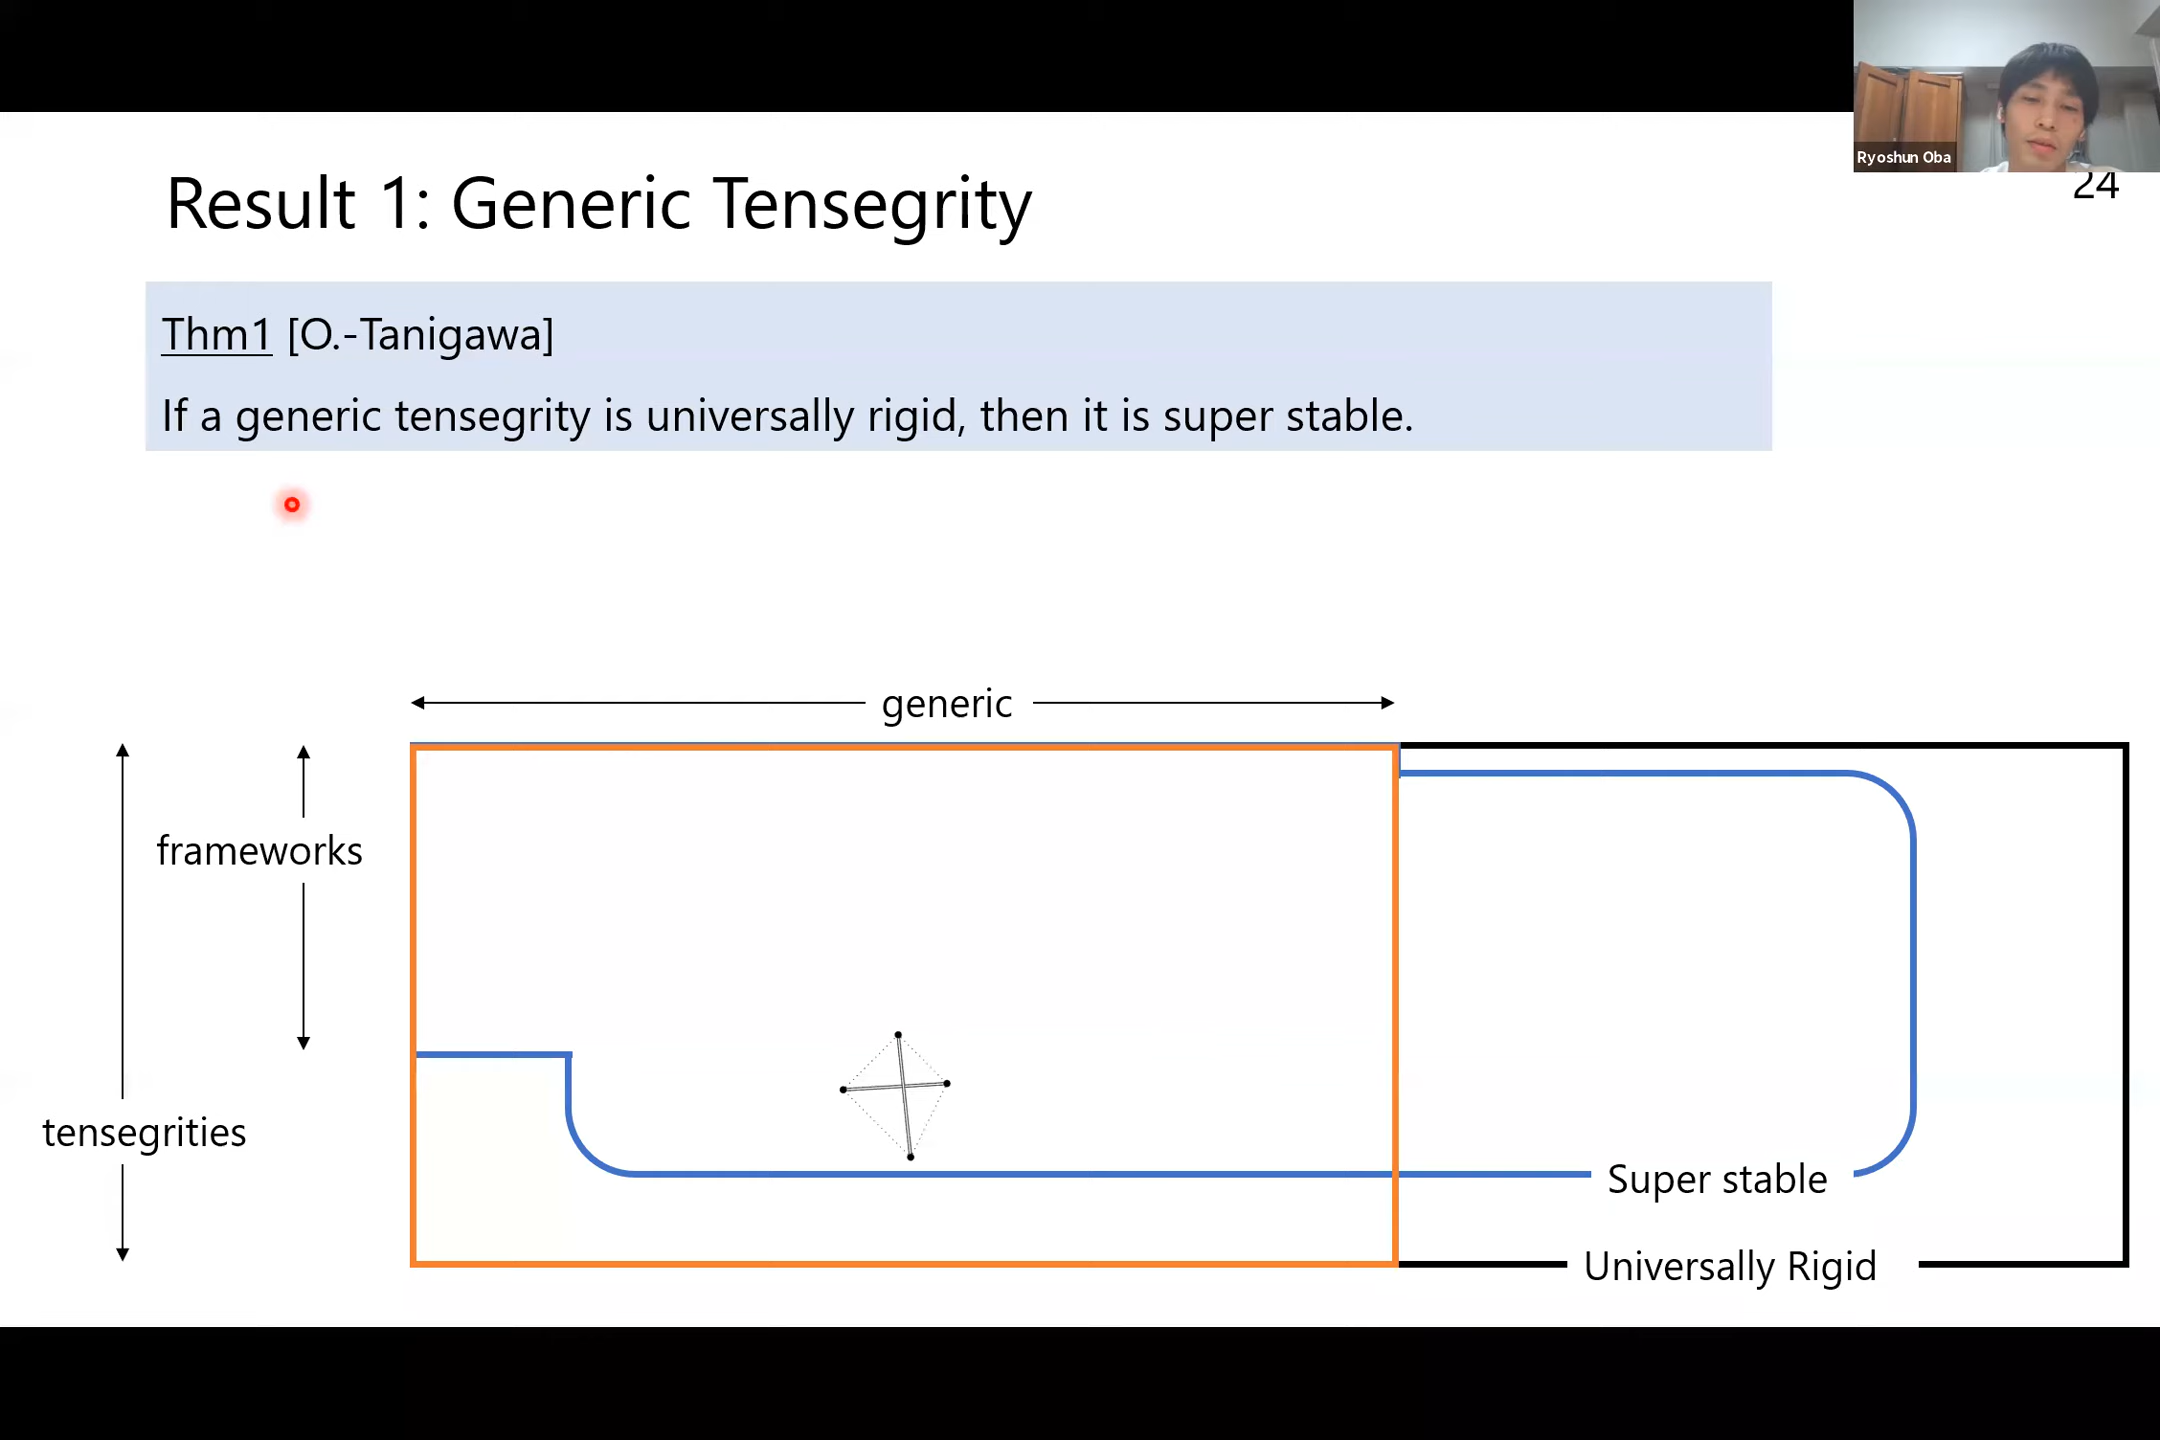 Ryoshun Oba
24
Result 1: Generic Tensegrity
Thm1 [O.-Tanigawa]
If a generic tensegrity is universally rigid, then it is super stable.
generic
frameworks
tensegrities
Super stable
Universally Rigid